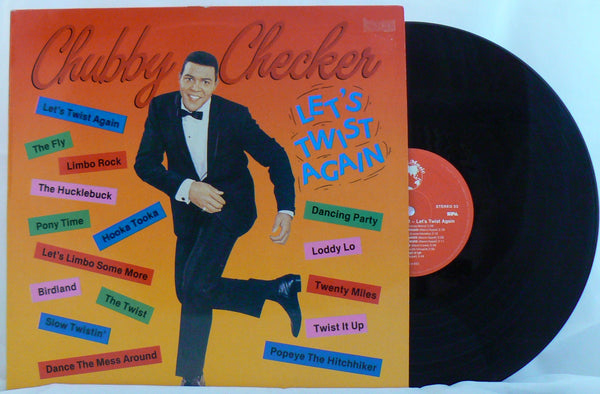 Chubby Checker
LET'S
TWIST
AGAIN
Let's Twist Again
The Fly
Limbo Rock
The Hucklebuck
Pony Time
Hooka Tooka
Let's Limbo Some More
Birdland
The Twist
Slow Twistin'
Dance The Mess Around
Dancing Party
Loddy Lo
Twenty Miles
Twist It Up
Popeye The Hitchhiker
STEREO 33
Let's Twist Again